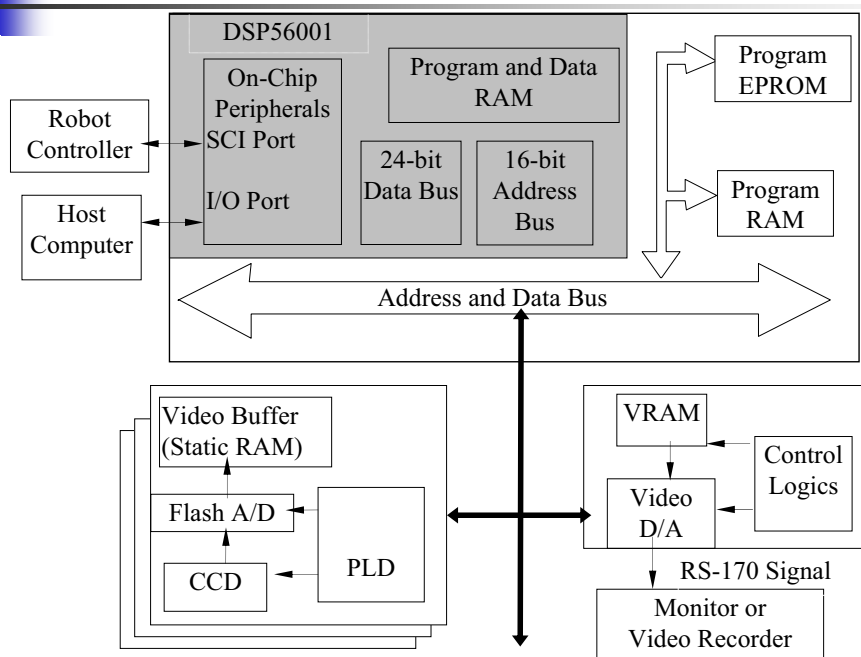 DSP56001
On-Chip
Peripherals
SCI Port
I/O Port
Program and Data
RAM
24-bit
Data Bus
16-bit
Address
Bus
Program
EPROM
Program
RAM
Robot
Controller
Host
Computer
Address and Data Bus
Video Buffer
(Static RAM)
Flash A/D
CCD
PLD
VRAM
Control
Logics
Video
D/A
RS-170 Signal
Monitor or
Video Recorder